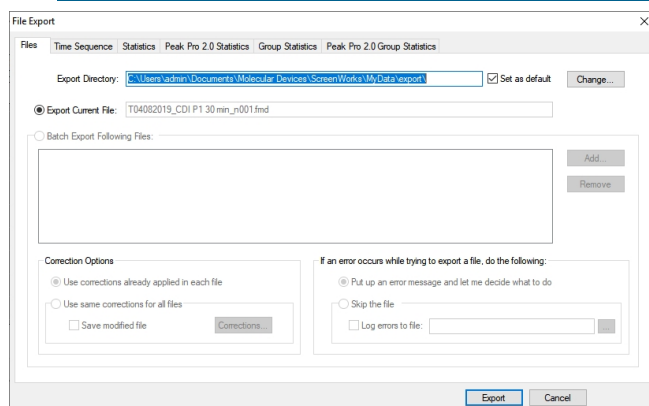 File Export
Files Time Sequence Statistics Peak Pro 2.0 Statistics Group Statistics Peak Pro 2.0 Group Statistics
Export Directory: C:\Users\admin\Documents\Molecular Devices\ScreenWorks\MyData\export\ Set as default Change...
Export Current File: T04082019_CDI P1 30 min_n001.fmd
Batch Export Following Files:
Add...
Remove
Correction Options
Use corrections already applied in each file
Use same corrections for all files
Save modified file Corrections...
If an error occurs while trying to export a file, do the following:
Put up an error message and let me decide what to do
Skip the file
Log errors to file: ...
Export Cancel